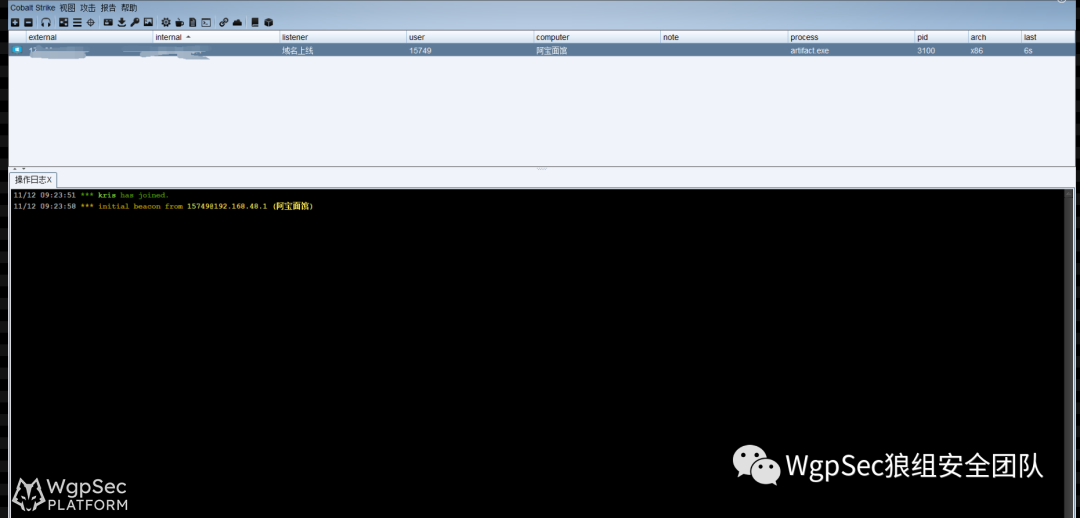 Cobalt Strike 视图 攻击 报告 帮助
external internal listener user computer note process pid arch last
域名上线 15749 阿宝面馆 artifact.exe 3100 x86 6s
操作日志X
11/12 09:23:51 *** kris has joined.
11/12 09:23:58 *** initial beacon from 15749@192.168.48.1 (阿宝面馆)
WgpSec狼组安全团队
WgpSec
PLATFORM